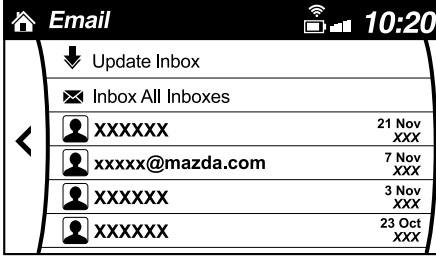 Email 10:20
Update Inbox
Inbox All Inboxes
XXXXXX 21 Nov
XXX
xxxxx@mazda.com 7 Nov
XXX
XXXXXX 3 Nov
XXX
XXXXXX 23 Oct
XXX